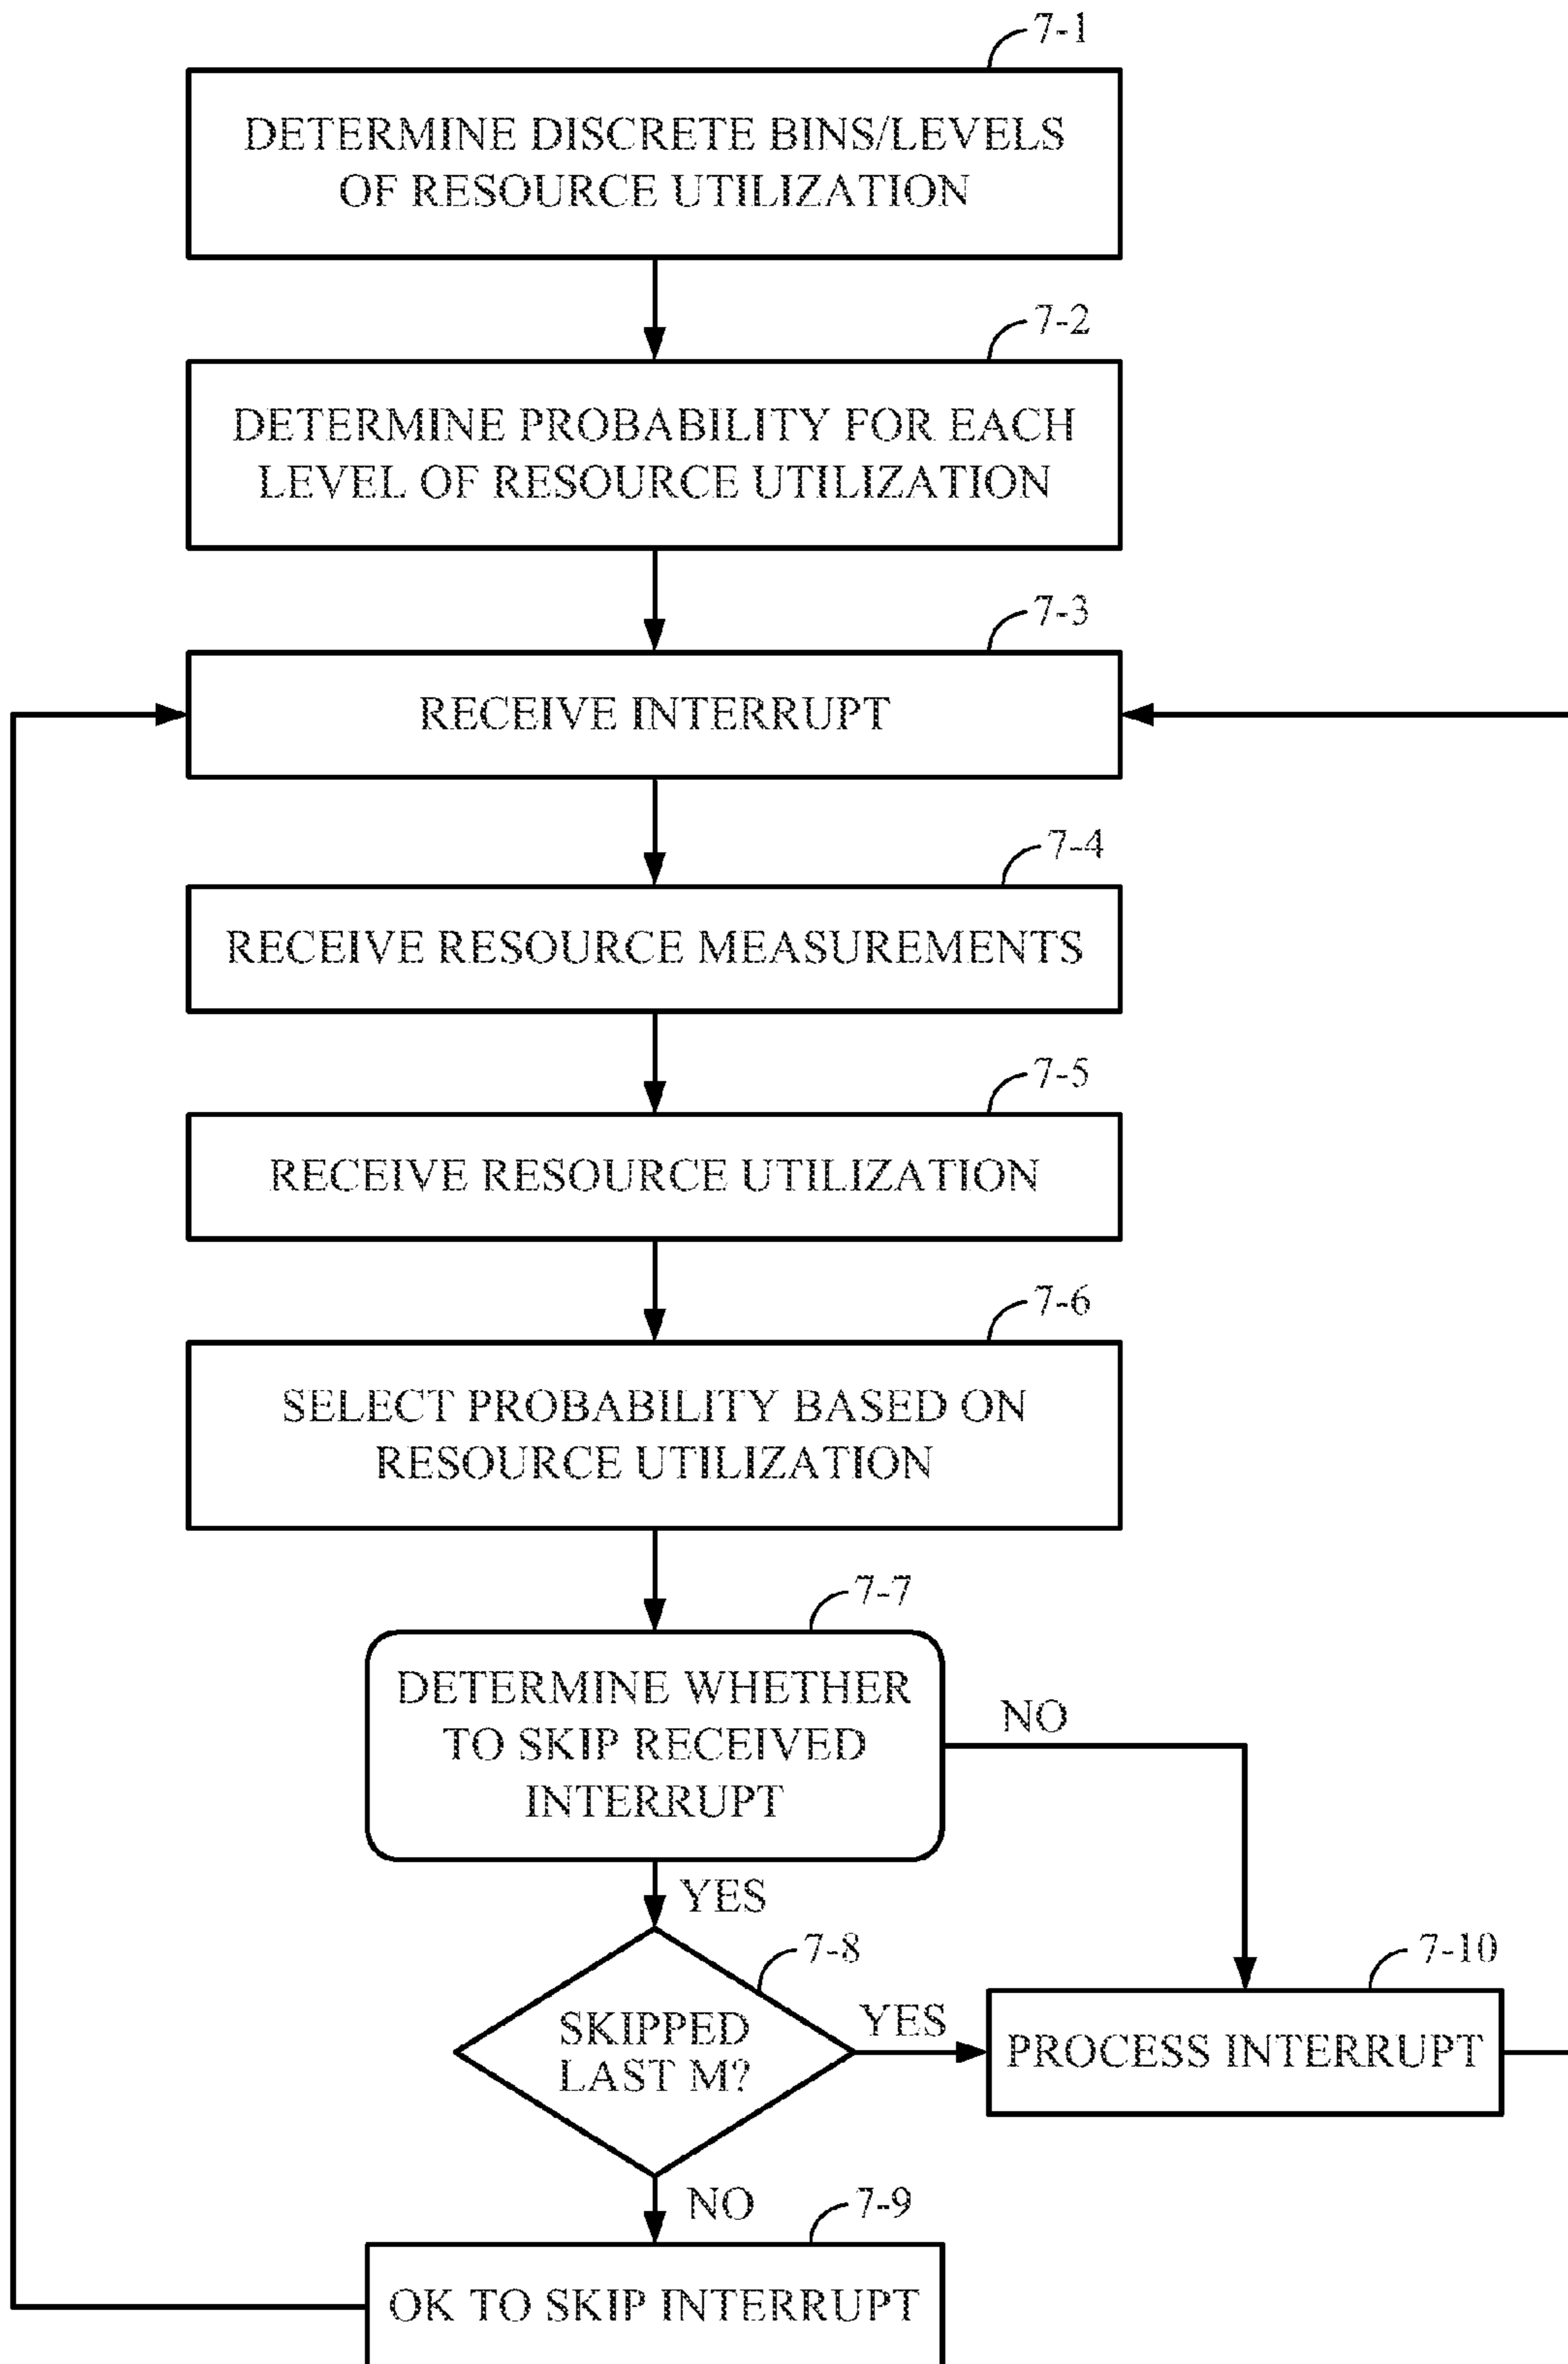 7-1
DETERMINE DISCRETE BINS/LEVELS
OF RESOURCE UTILIZATION
7-2
DETERMINE PROBABILITY FOR EACH
LEVEL OF RESOURCE UTILIZATION
7-3
RECEIVE INTERRUPT
7-4
RECEIVE RESOURCE MEASUREMENTS
7-5
RECEIVE RESOURCE UTILIZATION
7-6
SELECT PROBABILITY BASED ON
RESOURCE UTILIZATION
7-7
DETERMINE WHETHER
TO SKIP RECEIVED
INTERRUPT
NO
YES
7-8
SKIPPED
LAST M?
YES
7-10
PROCESS INTERRUPT
NO
7-9
OK TO SKIP INTERRUPT